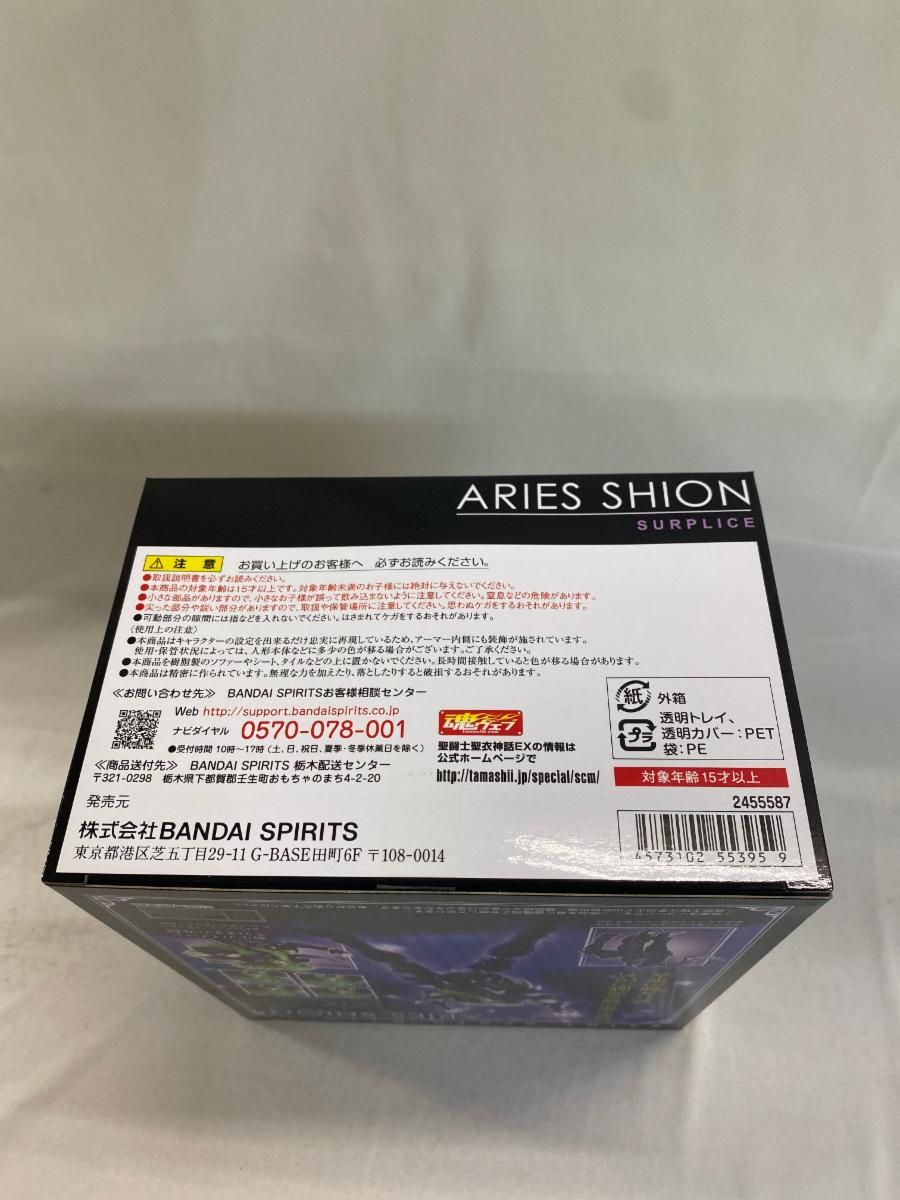 ARIES SHION
SURPLICE
注意 お買い上げのお客様へ 必ずお読みください。
●取扱説明書を必ずお読みください。
●本商品の対象年齢は15才以上です。対象年齢未満のお子様には絶対に与えないでください。
●小さな部品がありますので、小さなお子様が誤って飲み込まないように注意してください。窒息などの危険があります。
●尖った部分や鋭い部分がありますので、取扱や保管場所に注意してください。思わぬケガをするおそれがあります。
●可動部分の隙間には指などを入れないでください。はさまれてケガをするおそれがあります。
〈使用上の注意〉
●本商品はキャラクターの設定を出来るだけ忠実に再現しているため、アーマー内側にも装飾が施されています。
使用・保管状況によっては、人形本体などに多少の色が移る場合がございます。ご了承ください。
●本商品を樹脂製のソファーやシート、タイルなどの上に置かないでください。長時間接触していると色が移る場合があります。
●本商品は精密に作られています。無理な力を加えたり、落としたりすると破損するおそれがあります。
≪お問い合わせ先≫ BANDAI SPIRITSお客様相談センター
Web http://support.bandaispirits.co.jp
ナビダイヤル 0570-078-001
●受付時間 10時～17時（土、日、祝日、夏季・冬季休業日を除く）
≪商品送付先≫ BANDAI SPIRITS 栃木配送センター
〒321-0298 栃木県下都賀郡壬生町おもちゃのまち4-2-20
魂ウェブ
聖闘士聖衣神話EXの情報は
公式ホームページで
http://tamashii.jp/special/scm/
紙 外箱
プラ 透明トレイ、
透明カバー：PET
袋：PE
対象年齢15才以上
2455587
4573102 553959
発売元
株式会社BANDAI SPIRITS
東京都港区芝五丁目29-11 G-BASE田町6F 〒108-0014